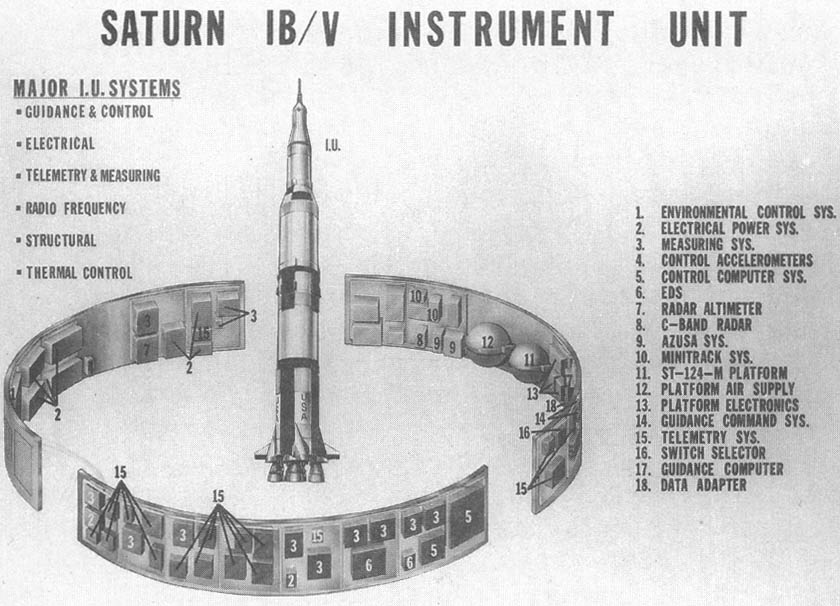 SATURN IB/V INSTRUMENT UNIT
MAJOR I.U. SYSTEMS
▪ GUIDANCE & CONTROL
▪ ELECTRICAL
▪ TELEMETRY & MEASURING
▪ RADIO FREQUENCY
▪ STRUCTURAL
▪ THERMAL CONTROL
I.U.
1. ENVIRONMENTAL CONTROL SYS.
2. ELECTRICAL POWER SYS.
3. MEASURING SYS.
4. CONTROL ACCELEROMETERS
5. CONTROL COMPUTER SYS.
6. EDS
7. RADAR ALTIMETER
8. C-BAND RADAR
9. AZUSA SYS.
10. MINITRACK SYS.
11. ST-124-M PLATFORM
12. PLATFORM AIR SUPPLY
13. PLATFORM ELECTRONICS
14. GUIDANCE COMMAND SYS.
15. TELEMETRY SYS.
16. SWITCH SELECTOR
17. GUIDANCE COMPUTER
18. DATA ADAPTER
3 15 3
7 2
1 2
10 10
8 9 9 12 11
13
18
14
16
15
USA
15 15
3 3 3 3 3 15 3 3 3 3 5
2 2 3 6 6 5